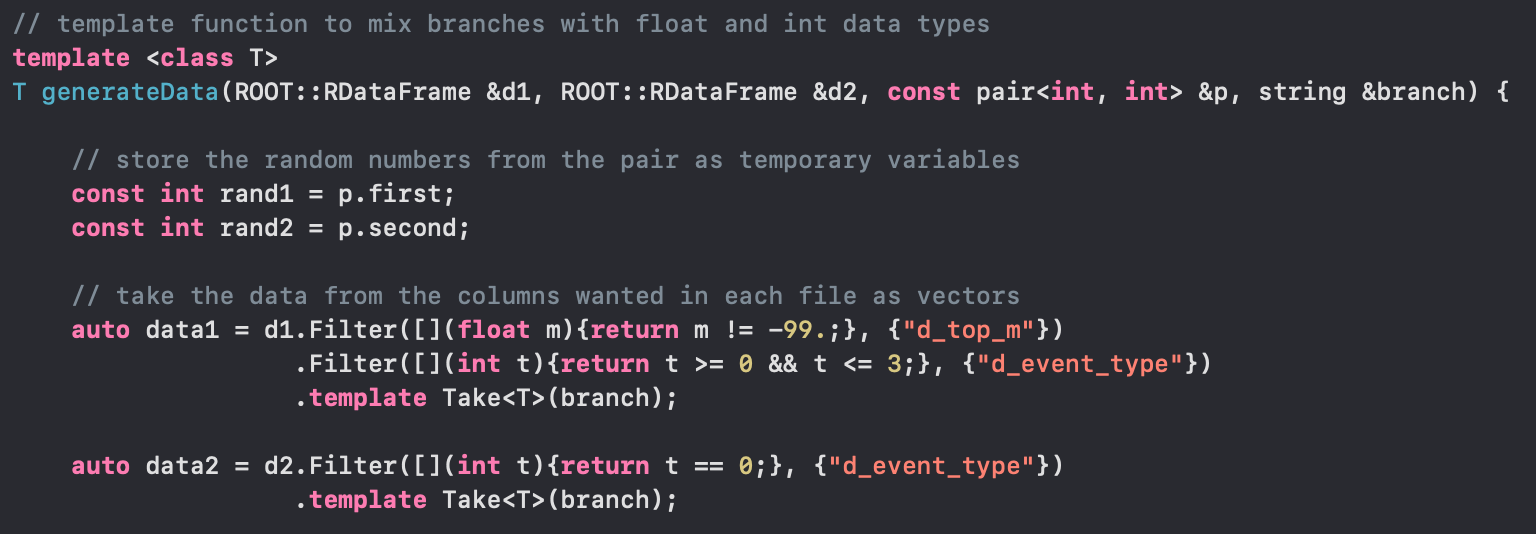 // template function to mix branches with float and int data types
template <class T>
T generateData(ROOT::RDataFrame &d1, ROOT::RDataFrame &d2, const pair<int, int> &p, string &branch) {
// store the random numbers from the pair as temporary variables
const int rand1 = p.first;
const int rand2 = p.second;
// take the data from the columns wanted in each file as vectors
auto data1 = d1.Filter([](float m){return m != -99.;}, {"d_top_m"})
.Filter([](int t){return t >= 0 && t <= 3;}, {"d_event_type"})
.template Take<T>(branch);
auto data2 = d2.Filter([](int t){return t == 0;}, {"d_event_type"})
.template Take<T>(branch);